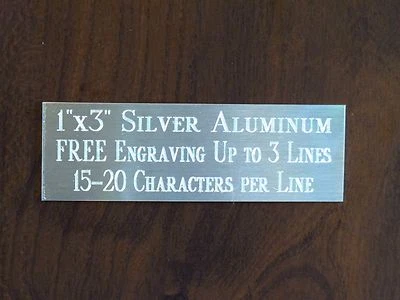 1"x3" Silver Aluminum
FREE Engraving Up to 3 Lines
15-20 Characters per Line